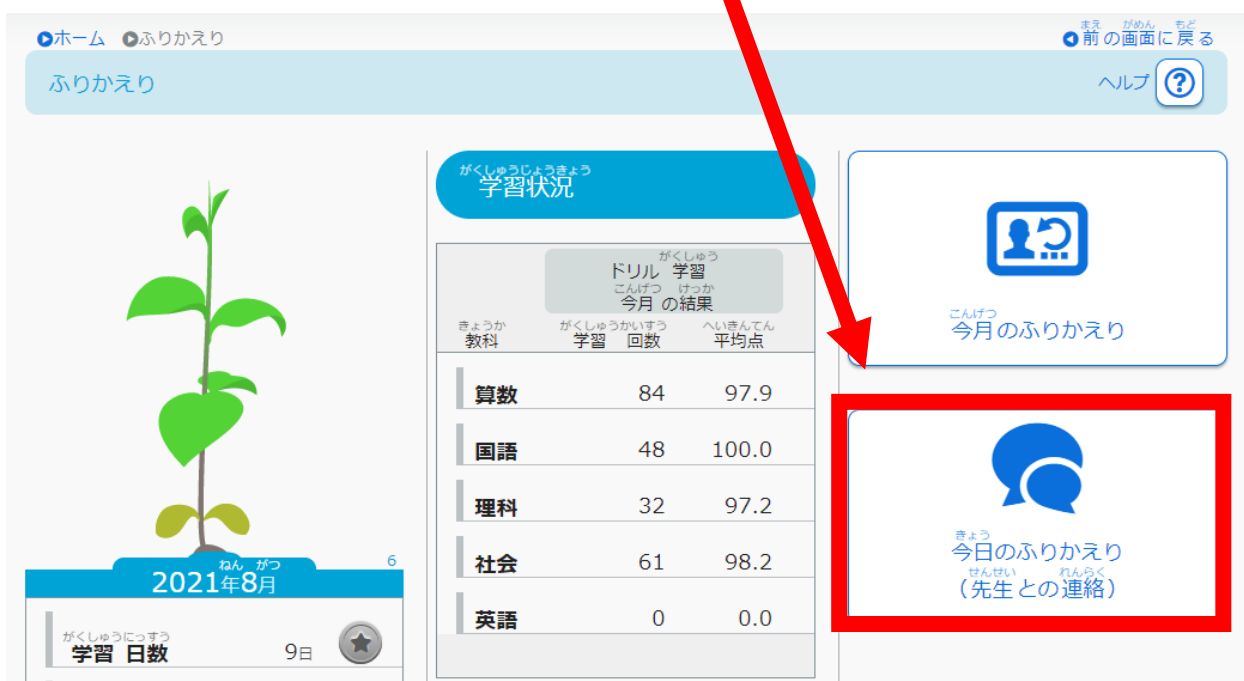 ホーム ふりかえり
まえ がめん もど
前の画面に戻る
ふりかえり
ヘルプ ?
がくしゅうじょうきょう
学習状況
がくしゅう
ドリル 学習
こんげつ けっか
今月 の結果
きょうか がくしゅうかいすう へいきんてん
教科 学習 回数 平均点
算数 84 97.9
国語 48 100.0
理科 32 97.2
社会 61 98.2
英語 0 0.0
6
ねん がつ
2021年8月
がくしゅうにっすう
学習 日数 9日
こんげつ
今月のふりかえり
きょう
今日のふりかえり
せんせい れんらく
(先生との連絡)